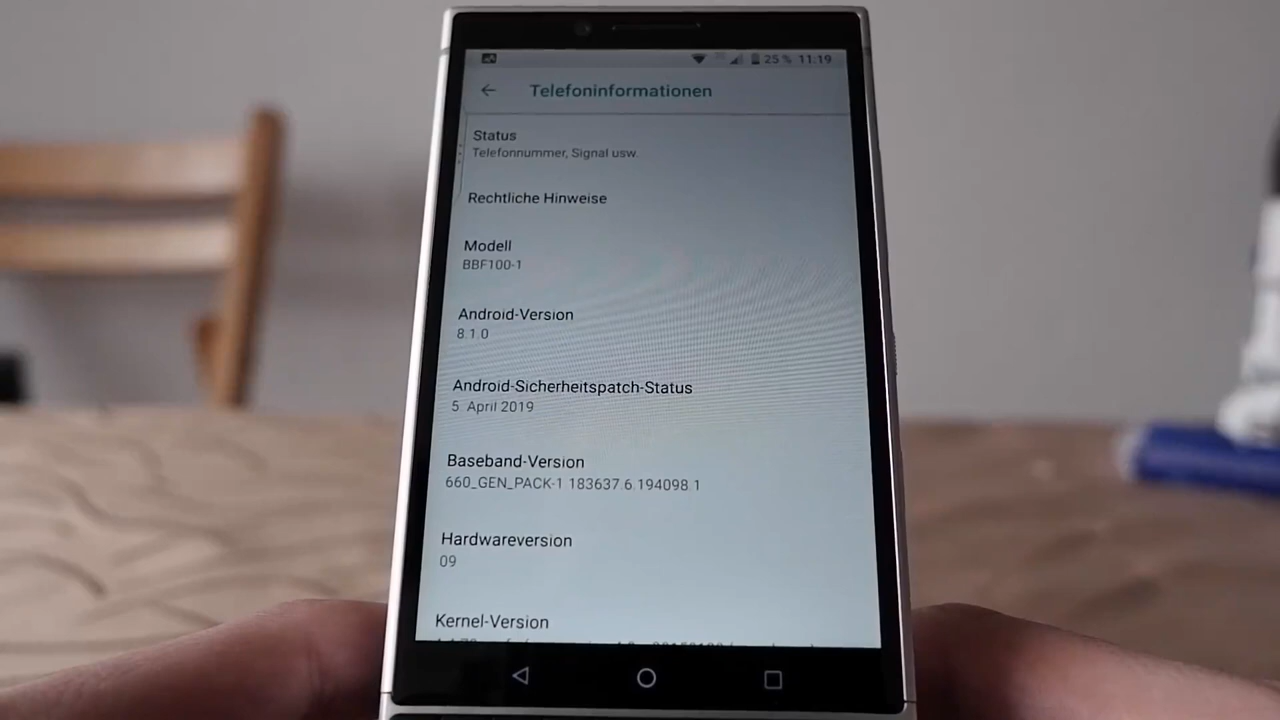 25 % 11:19
Telefoninformationen
Status
Telefonnummer, Signal usw.
Rechtliche Hinweise
Modell
BBF100-1
Android-Version
8.1.0
Android-Sicherheitspatch-Status
5. April 2019
Baseband-Version
660_GEN_PACK-1.183637.6.194098.1
Hardwareversion
09
Kernel-Version